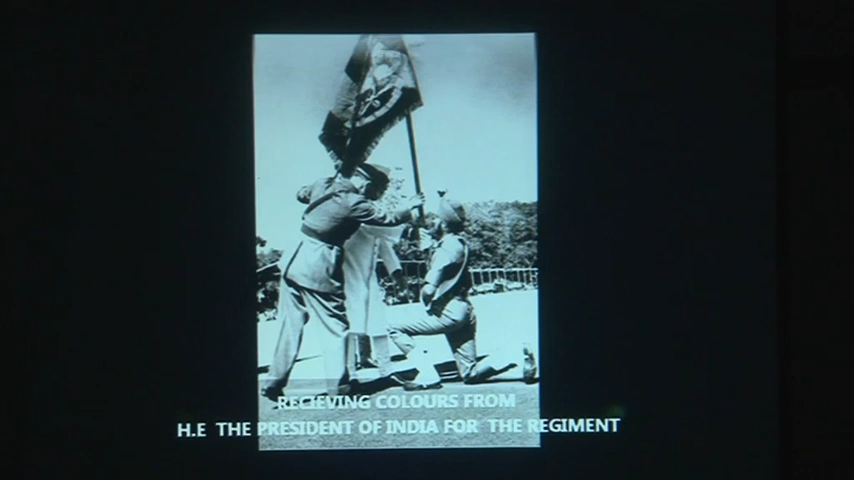 RECIEVING COLOURS FROM
H.E THE PRESIDENT OF INDIA FOR THE REGIMENT